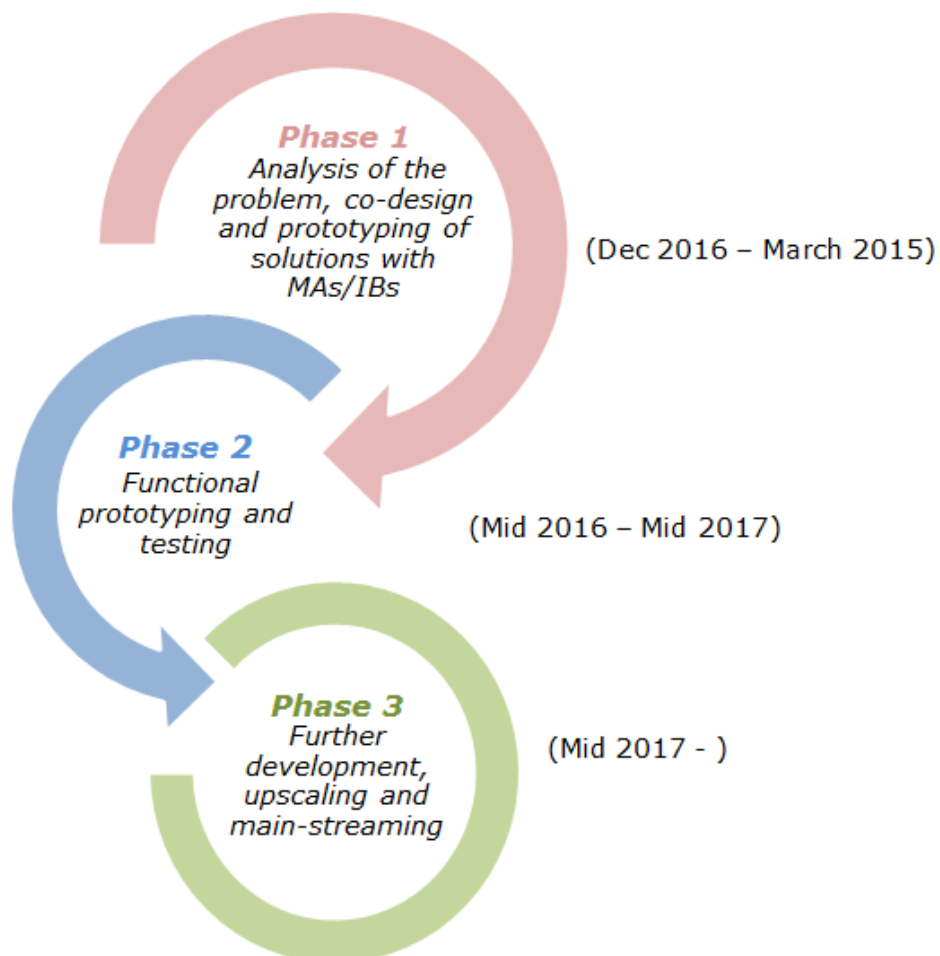 Phase 1
Analysis of the
problem, co-design
and prototyping of
solutions with
MAs/IBs
(Dec 2016 – March 2015)
Phase 2
Functional
prototyping and
testing
(Mid 2016 – Mid 2017)
Phase 3
Further
development,
upscaling and
main-streaming
(Mid 2017 - )